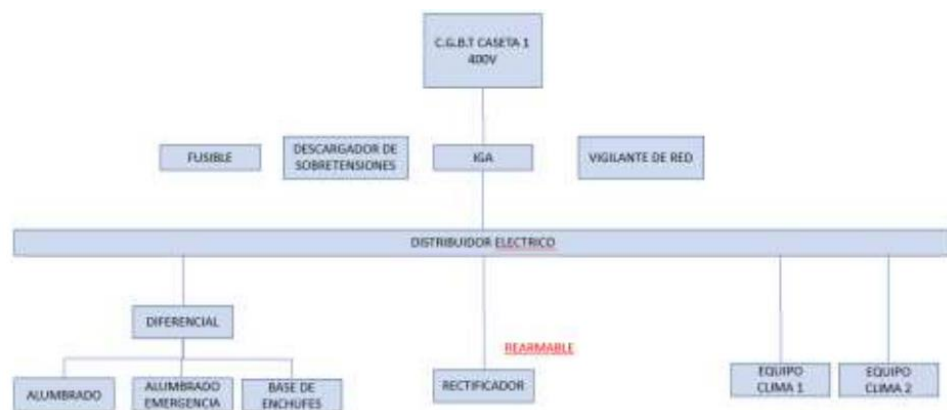 C.G.B.T CASETA 1
400V
FUSIBLE
DESCARGADOR DE
SOBRETENSIONES
IGA
VIGILANTE DE RED
DISTRIBUIDOR ELECTRICO
DIFERENCIAL
REARMABLE
ALUMBRADO
ALUMBRADO
EMERGENCIA
BASE DE
ENCHUFES
RECTIFICADOR
EQUIPO
CLIMA 1
EQUIPO
CLIMA 2